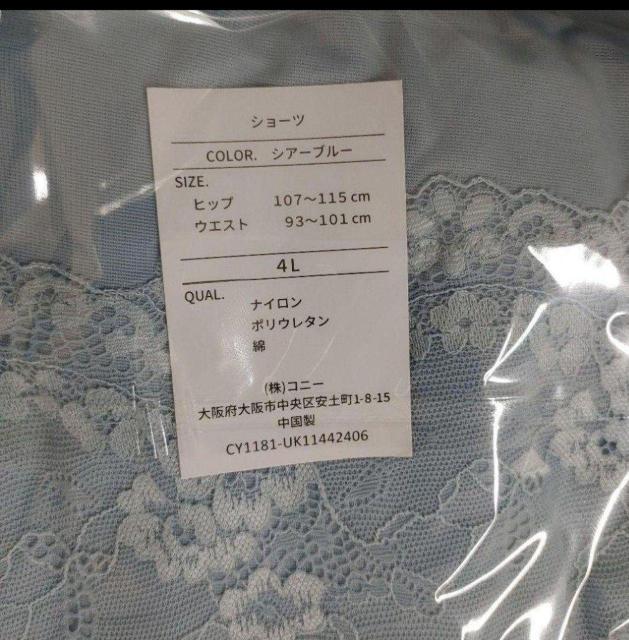 ショーツ
COLOR. シアーブルー
SIZE.
ヒップ 107〜115 cm
ウエスト 93〜101 cm
4L
QUAL.
ナイロン
ポリウレタン
綿
(株)コニー
大阪府大阪市中央区安土町1-8-15
中国製
CY1181-UK11442406